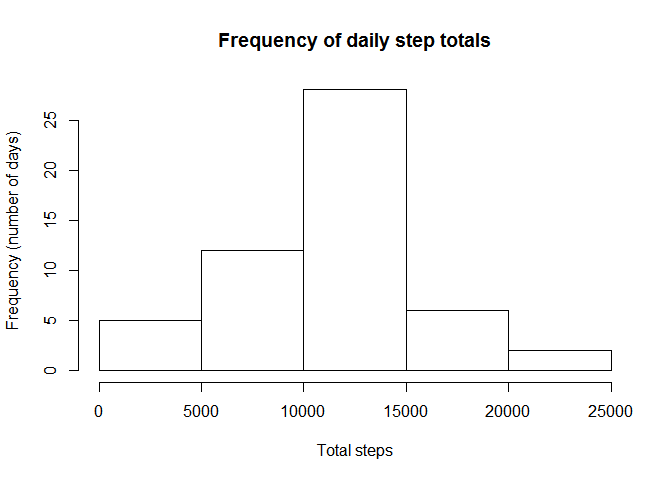 Frequency of daily step totals
Frequency (number of days)
25
20
15
10
5
0
0 5000 10000 15000 20000 25000
Total steps